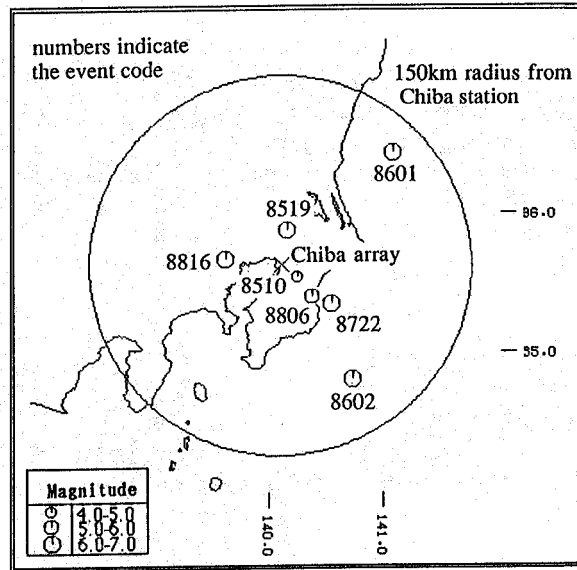 numbers indicate
the event code
150km radius from
Chiba station
8601
36.0
8519
8816
Chiba array
8510
8806
8722
35.0
8602
Magnitude
4.0-5.0
5.0-6.0
6.0-7.0
140.0
141.0